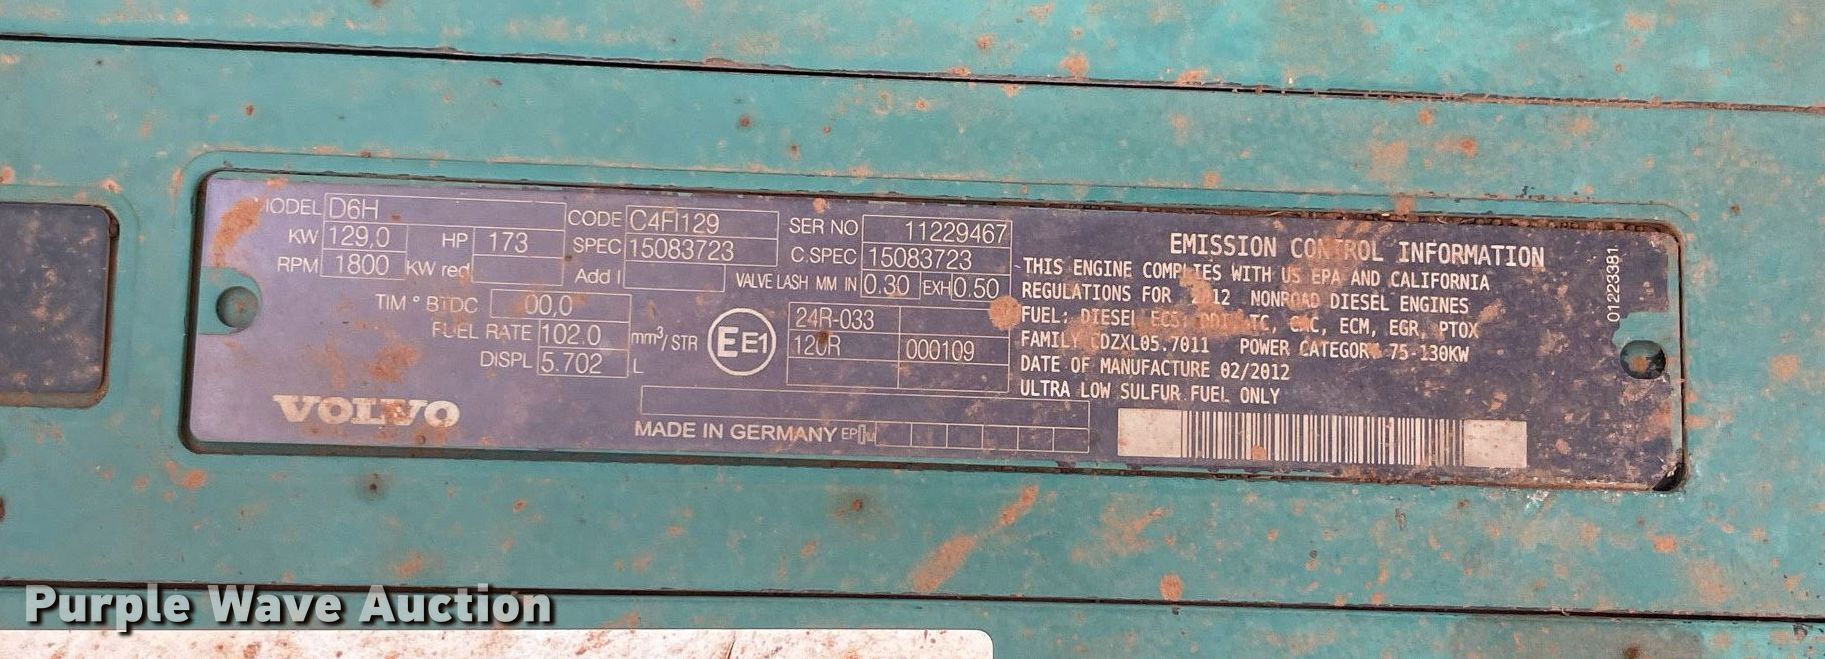 MODEL D6H
KW 129,0 HP 173
RPM 1800 KW red
CODE C4FI129
SPEC 15083723
Add I
SER NO 11229467
C.SPEC 15083723
VALVE LASH MM IN 0.30 EXH 0.50
TIM ° BTDC 00,0
FUEL RATE 102.0 mm³/STR
DISPL 5.702 L
E E1
24R-033
120R 000109
VOLVO
MADE IN GERMANY
EMISSION CONTROL INFORMATION
THIS ENGINE COMPLIES WITH US EPA AND CALIFORNIA
REGULATIONS FOR 2012 NONROAD DIESEL ENGINES
FUEL: DIESEL ECS: TC, CAC, ECM, EGR, PTOX
FAMILY CDZXL05.7011 POWER CATEGORY 75-130KW
DATE OF MANUFACTURE 02/2012
ULTRA LOW SULFUR FUEL ONLY
01223381
Purple Wave Auction